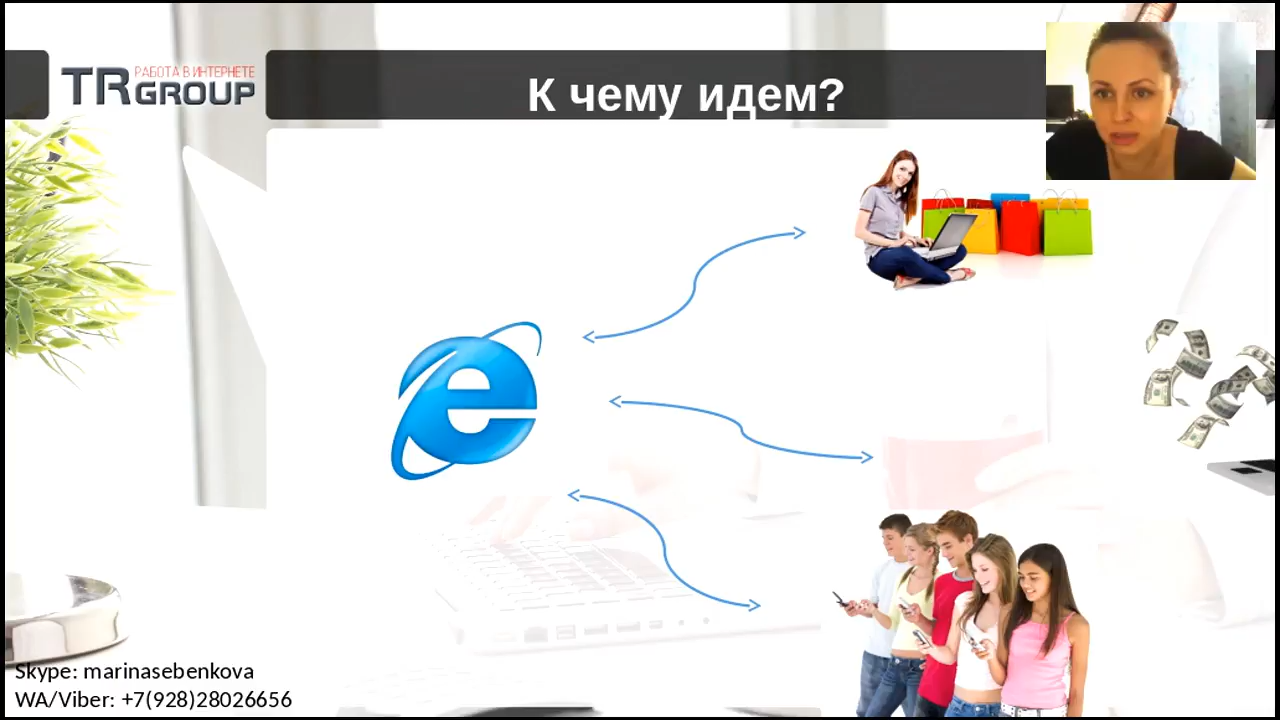 РАБОТА В ИНТЕРНЕТЕ
TR GROUP
К чему идем?
Skype: marinasebenkova
WA/Viber: +7(928)28026656